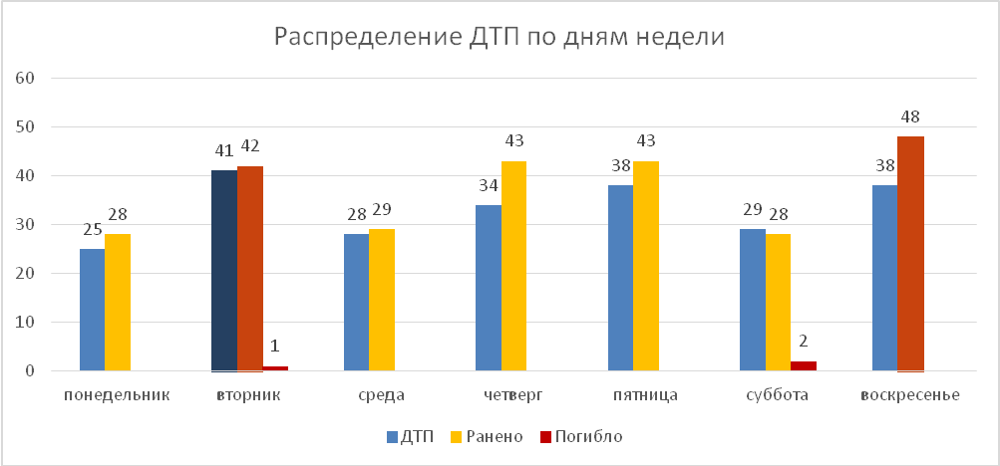 Распределение ДТП по дням недели
60
50
40
30
20
10
0
25 28
41 42 1
28 29
34 43
38 43
29 28 2
38 48
понедельник вторник среда четверг пятница суббота воскресенье
ДТП Ранено Погибло